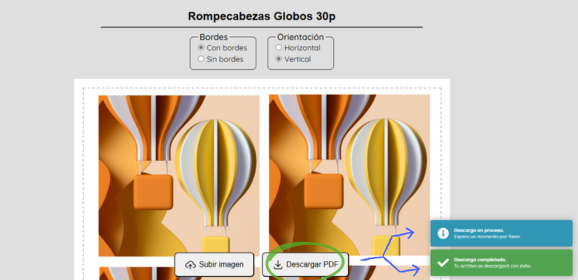 Rompecabezas Globos 30p
Bordes
Con bordes
Sin bordes
Orientación
Horizontal
Vertical
Subir imagen
Descargar PDF
Descarga en proceso.
Espere un momento por favor.
Descarga completada.
Tu archivo se descargará con éxito.